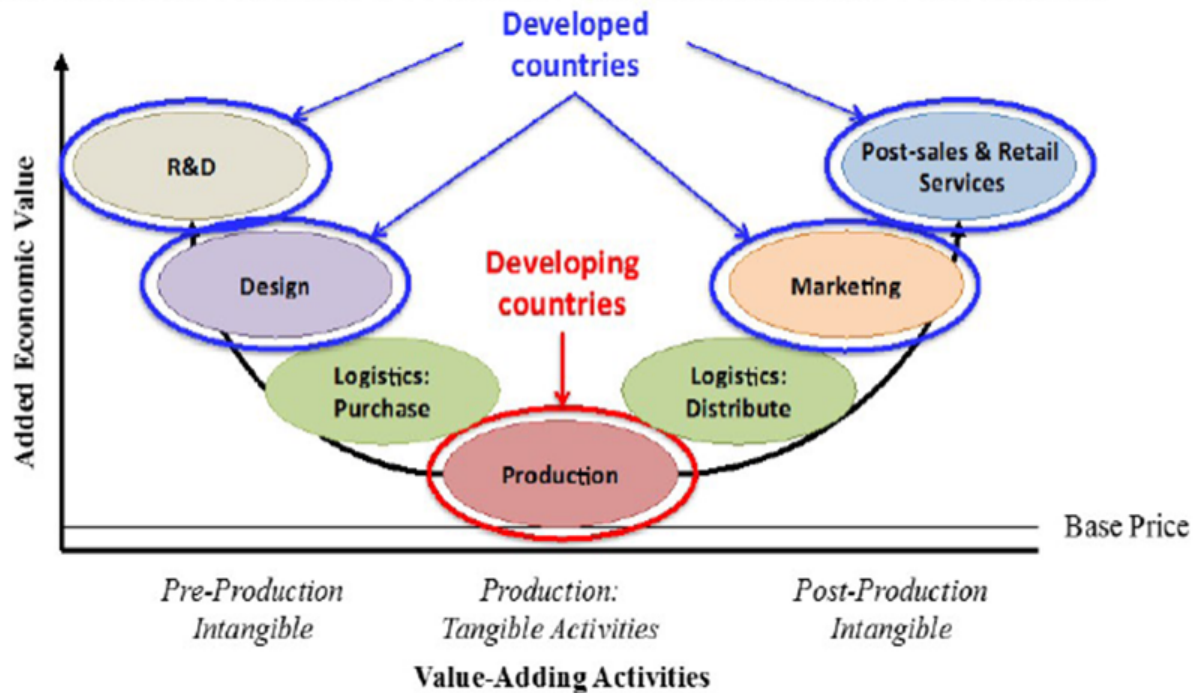 Developed
countries
R&D
Post-sales & Retail
Services
Design
Developing
countries
Marketing
Logistics:
Purchase
Logistics:
Distribute
Production
Added Economic Value
Base Price
Pre-Production
Intangible
Production:
Tangible Activities
Post-Production
Intangible
Value-Adding Activities